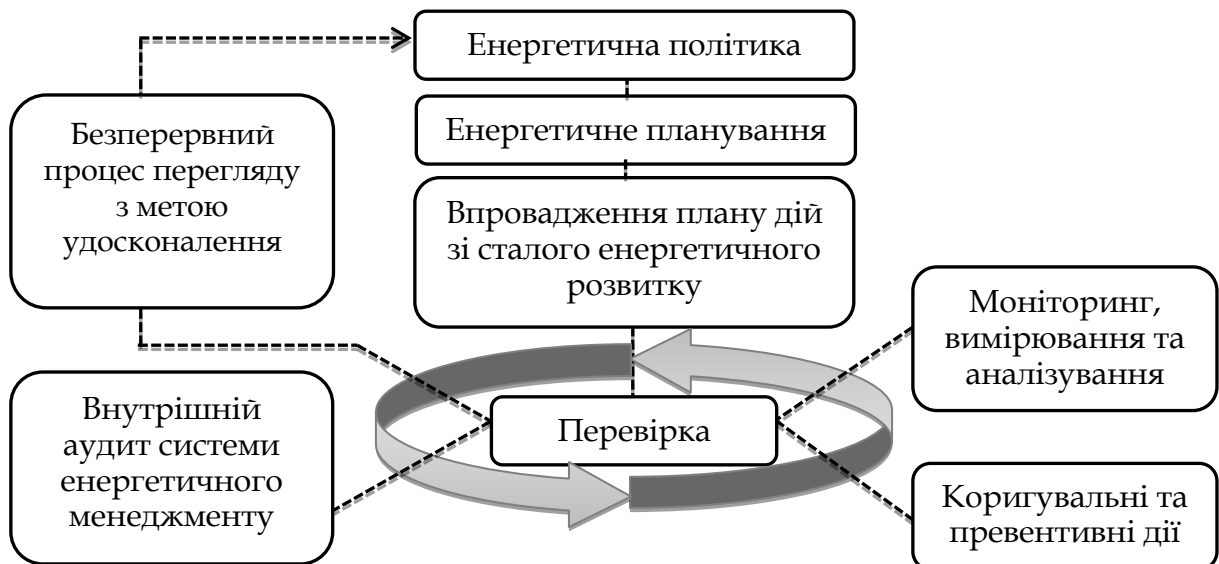 Енергетична політика
Енергетичне планування
Безперервний
процес перегляду
з метою
удосконалення
Впровадження плану дій
зі сталого енергетичного
розвитку
Моніторинг,
вимірювання та
аналізування
Внутрішній
аудит системи
енергетичного
менеджменту
Перевірка
Коригувальні та
превентивні дії